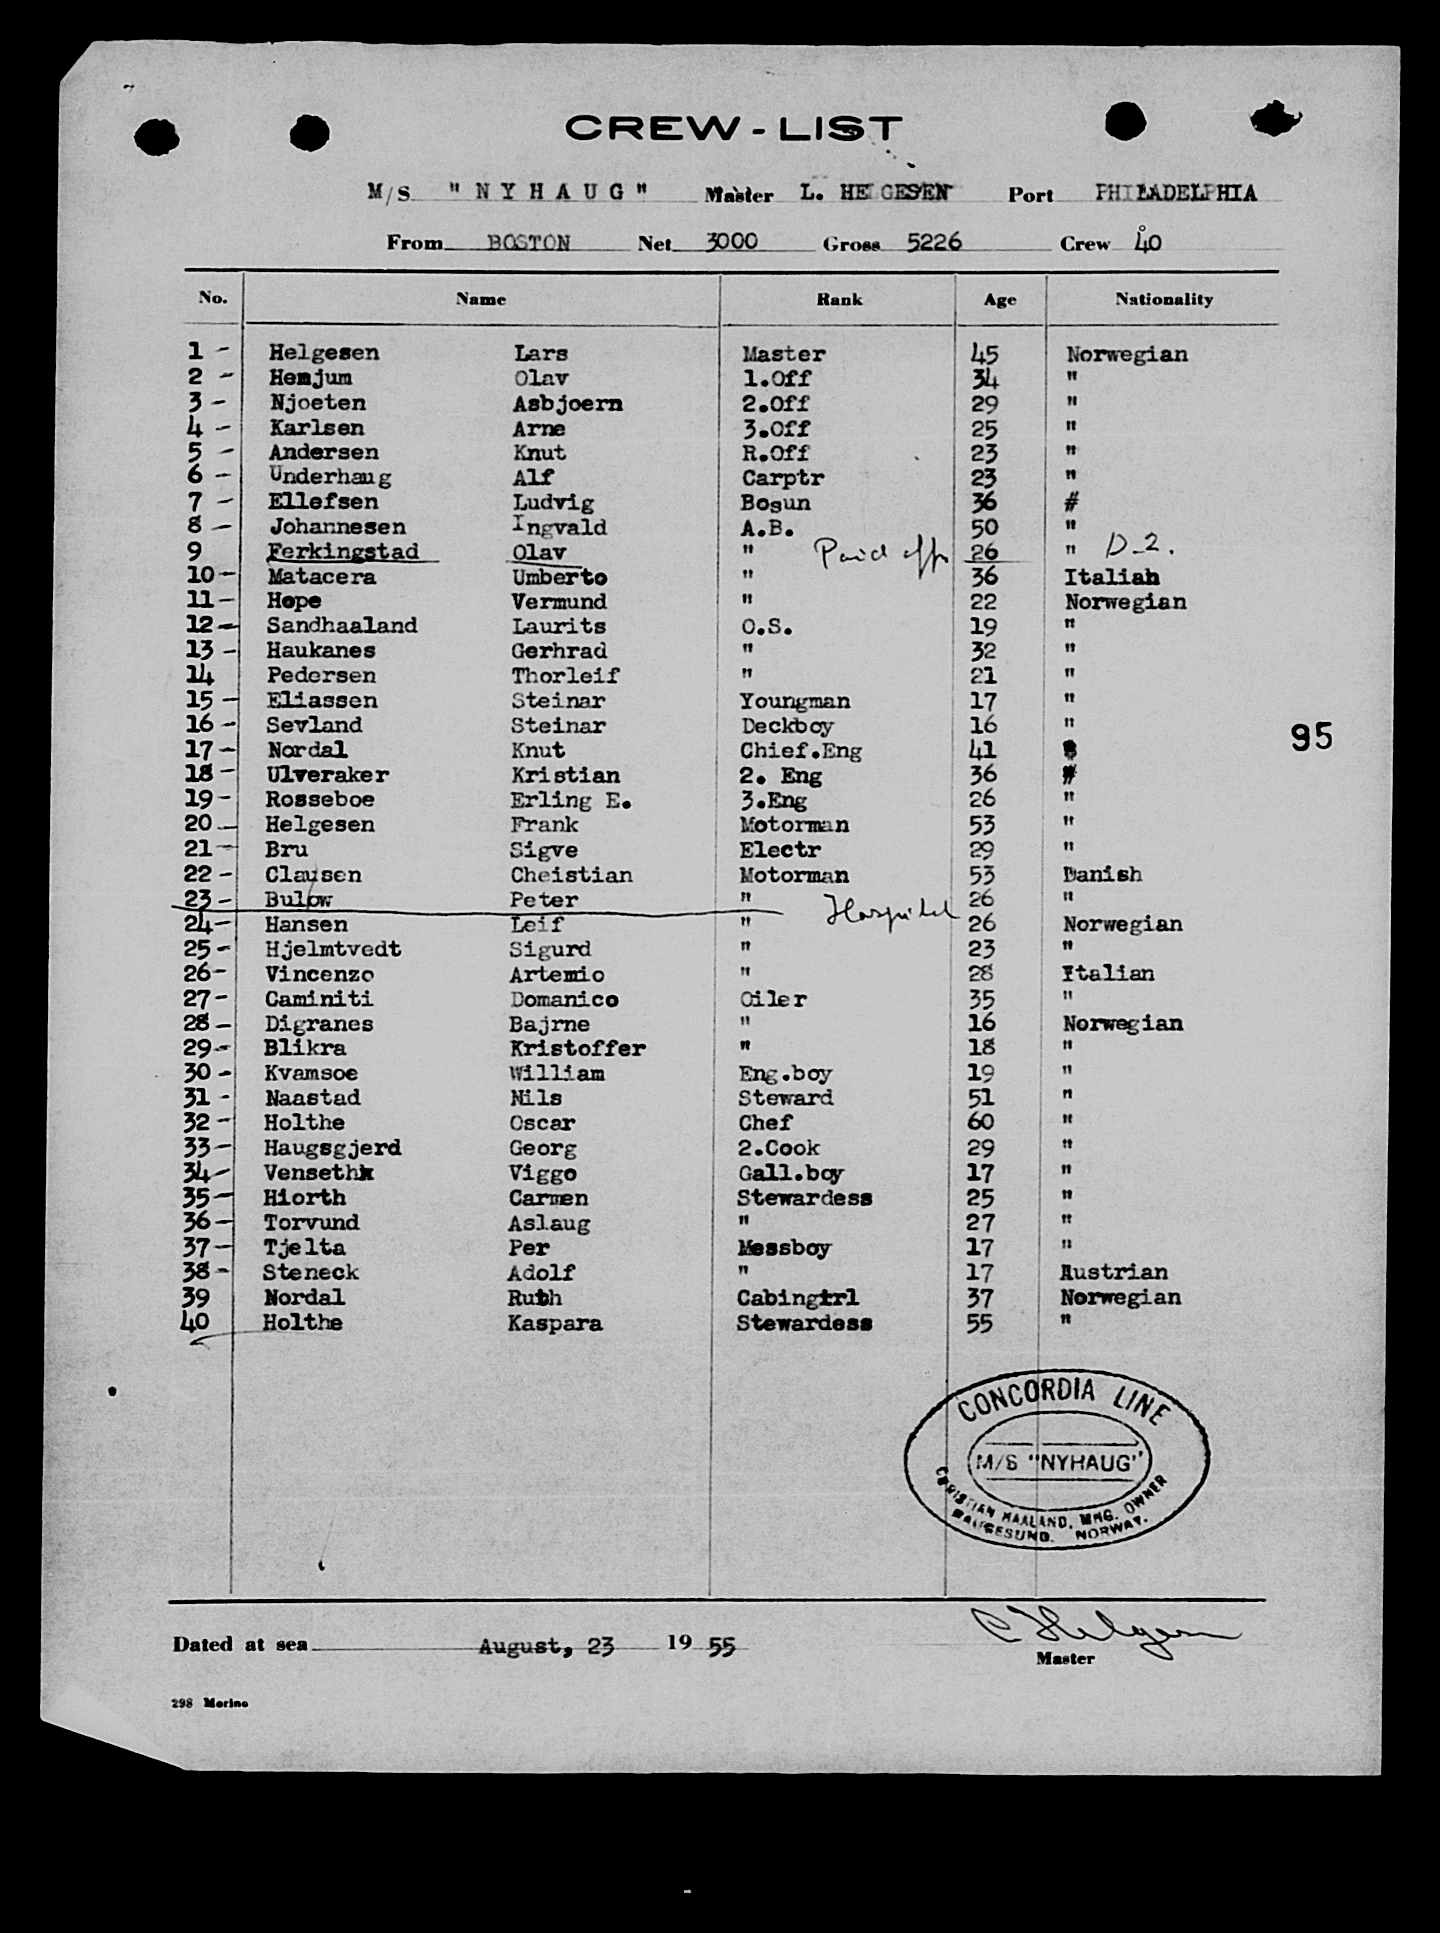 CREW-LIST
M/S "NYHAUG" Master L. HELGESEN Port PHILADELPHIA
From BOSTON Net 3000 Gross 5226 Crew 40
No. Name Rank Age Nationality
1 - Helgesen Lars Master 45 Norwegian
2 - Hemjum Olav 1.Off 34 "
3 - Njoeten Asbjoern 2.Off 29 "
4 - Karlsen Arne 3.Off 25 "
5 - Andersen Knut R.Off 23 "
6 - Underhaug Alf Carptr 23 "
7 - Ellefsen Ludvig Bosun 36 #
8 - Johannesen Ingvald A.B. 50 "
9 Ferkingstad Olav " Paid off 26 " D-2.
10 - Matacera Umberto " 36 Italian
11 - Hope Vermund " 22 Norwegian
12 - Sandhaaland Laurits O.S. 19 "
13 - Haukanes Gerhrad " 32 "
14 Pedersen Thorleif " 21 "
15 - Eliassen Steinar Youngman 17 "
16 - Sevland Steinar Deckboy 16 "
95
17 - Nordal Knut Chief.Eng 41
18 - Ulveraker Kristian 2. Eng 36 #
19 - Rosseboe Erling E. 3.Eng 26 "
20 - Helgesen Frank Motorman 53 "
21 - Bru Sigve Electr 29 "
22 - Clausen Cheistian Motorman 53 Danish
23 - Bulow Peter " Hospital 26 "
24 - Hansen Leif " 26 Norwegian
25 - Hjelmtvedt Sigurd " 23 "
26 - Vincenzo Artemio " 28 Italian
27 - Caminiti Domanico Oiler 35 "
28 - Digranes Bajrne " 16 Norwegian
29 - Blikra Kristoffer " 18 "
30 - Kvamsoe William Eng.boy 19 "
31 - Naastad Nils Steward 51 "
32 - Holthe Oscar Chef 60 "
33 - Haugsgjerd Georg 2.Cook 29 "
34 - Venseth Viggo Gall.boy 17 "
35 - Hiorth Carmen Stewardess 25 "
36 - Torvund Aslaug " 27 "
37 - Tjelta Per Messboy 17 "
38 - Steneck Adolf " 17 Austrian
39 Nordal Ruth Cabingtrl 37 Norwegian
40 Holthe Kaspara Stewardess 55 "
CONCORDIA LINE
M/S "NYHAUG"
CHRISTIAN HAALAND, MNG. OWNER
HAUGESUND. NORWAY.
Dated at sea August, 23 19 55
L Helgesen
Master
298 Merino